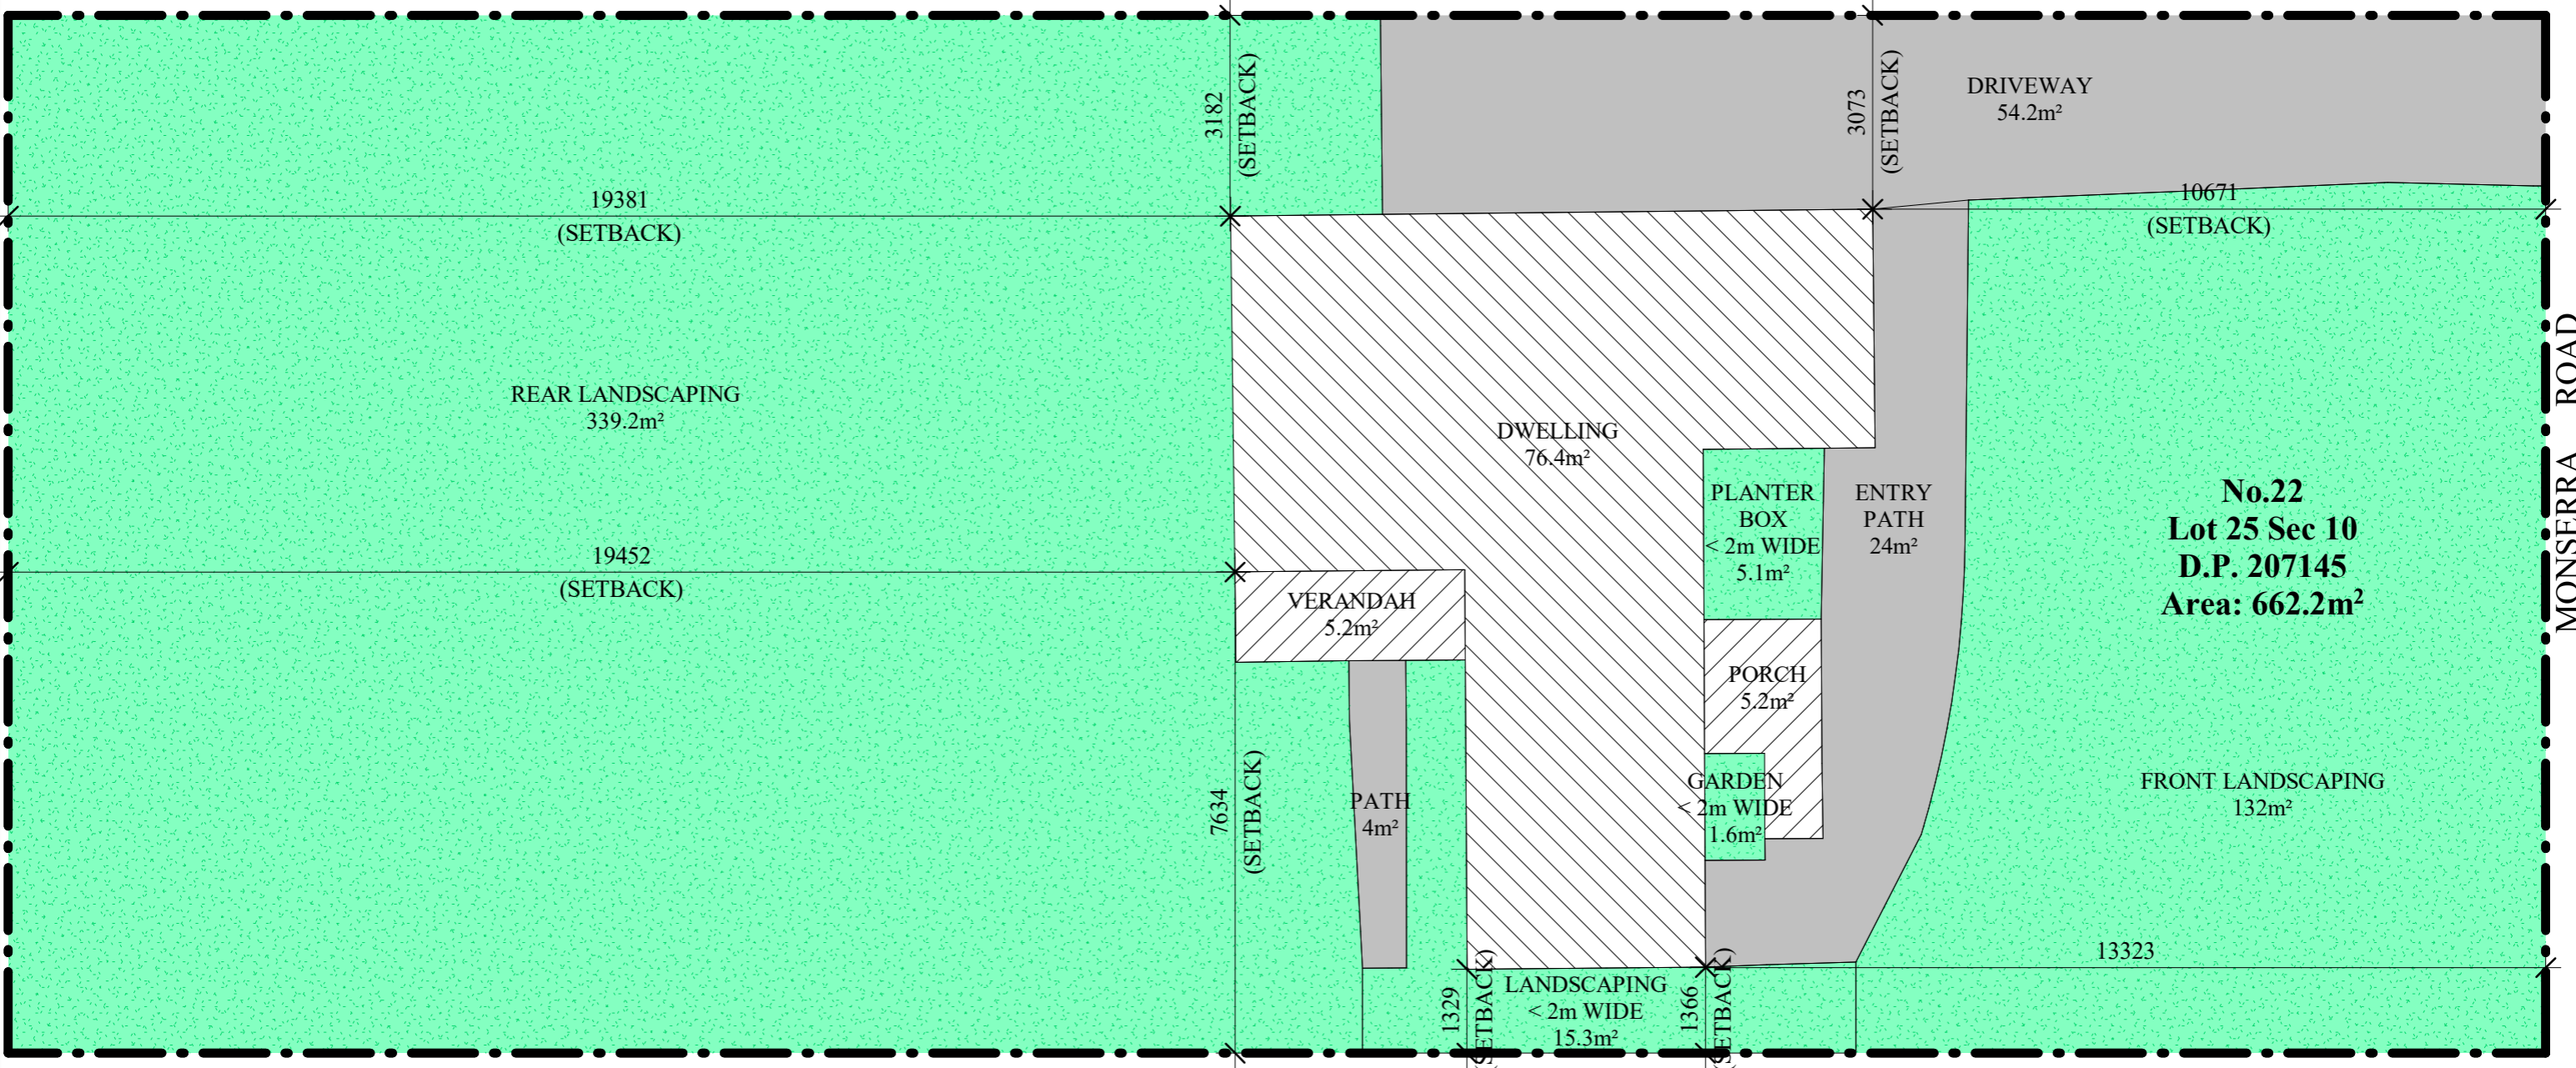 3182
(SETBACK)
3073
(SETBACK)
DRIVEWAY
54.2m²
19381
(SETBACK)
10671
(SETBACK)
REAR LANDSCAPING
339.2m²
DWELLING
76.4m²
PLANTER
BOX
< 2m WIDE
5.1m²
ENTRY
PATH
24m²
No.22
Lot 25 Sec 10
D.P. 207145
Area: 662.2m²
MONSERRA ROAD
19452
(SETBACK)
VERANDAH
5.2m²
PORCH
5.2m²
7634
(SETBACK)
PATH
4m²
GARDEN
< 2m WIDE
1.6m²
FRONT LANDSCAPING
132m²
13323
1329
(SETBACK)
LANDSCAPING
< 2m WIDE
15.3m²
1366
(SETBACK)